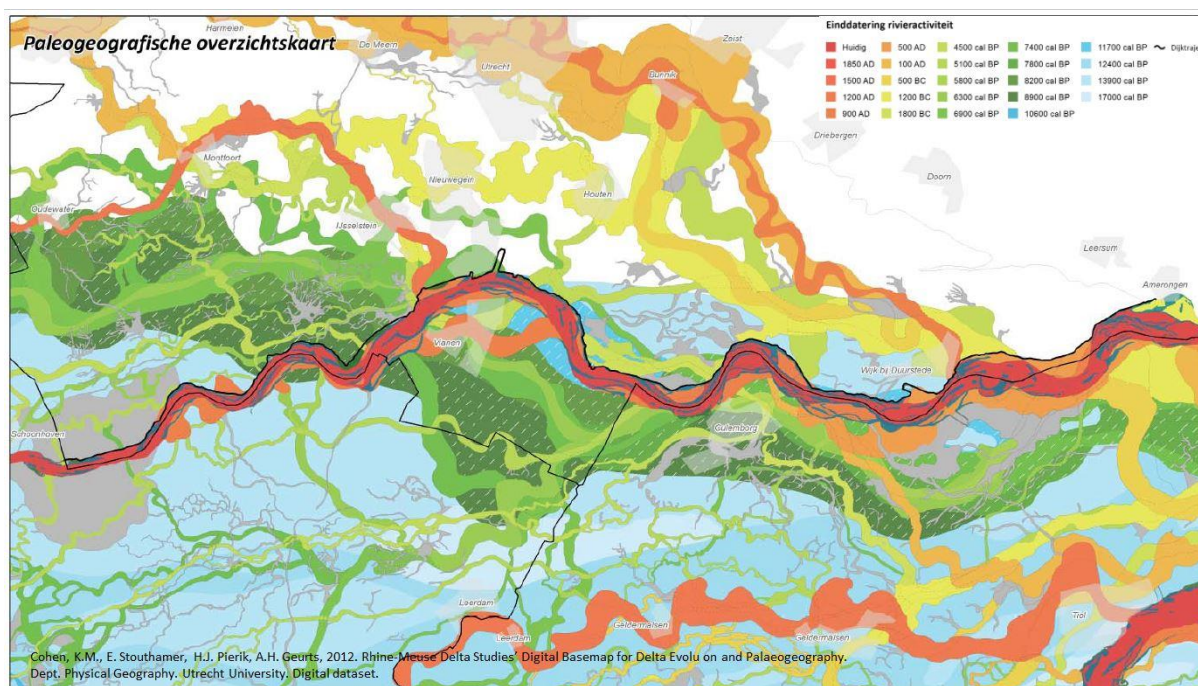 Paleogeografische overzichtskaart
Einddatering rivieractiviteit
Huidig
1850 AD
1500 AD
1200 AD
900 AD
500 AD
100 AD
500 BC
1200 BC
1800 BC
4500 cal BP
5100 cal BP
5800 cal BP
6300 cal BP
6900 cal BP
7400 cal BP
7800 cal BP
8200 cal BP
8900 cal BP
10600 cal BP
11700 cal BP
12400 cal BP
13900 cal BP
17000 cal BP
Dijktraje
Harmelen
De Meern
Utrecht
Zeist
Bunnik
Driebergen
Doorn
Montfoort
Nieuwegein
Houten
Oudewater
IJsselstein
Leersum
Amerongen
Vianen
Wijk bij Duurstede
Schoonhoven
Culemborg
Leerdam
Leerdam
Geldermalsen
Geldermalsen
Tiel
Cohen, K.M., E. Stouthamer, H.J. Pierik, A.H. Geurts, 2012. Rhine-Meuse Delta Studies' Digital Basemap for Delta Evolu on and Palaeogeography.
Dept. Physical Geography. Utrecht University. Digital dataset.